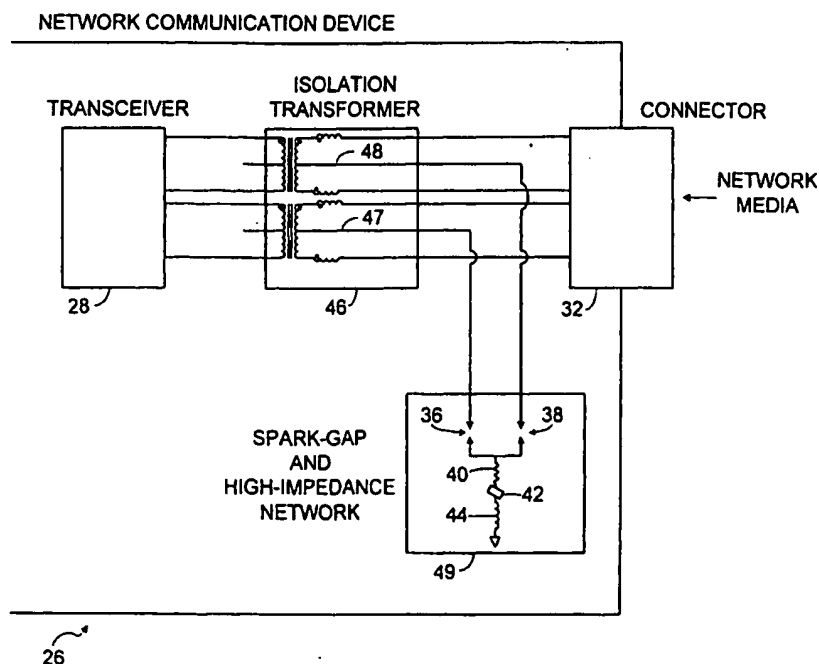 NETWORK COMMUNICATION DEVICE
TRANSCEIVER
ISOLATION
TRANSFORMER
CONNECTOR
48
47
NETWORK
MEDIA
28
46
32
36
38
SPARK-GAP
AND
HIGH-IMPEDANCE
NETWORK
40
42
44
49
26